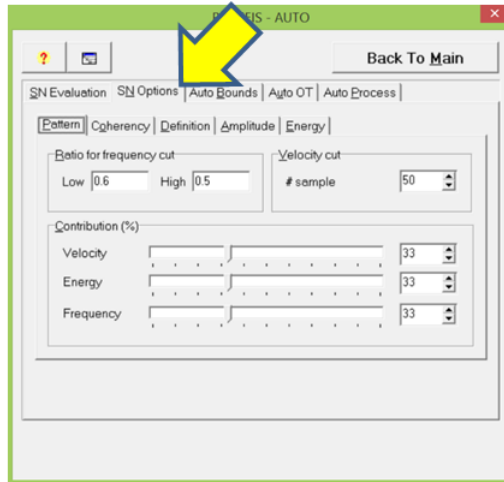 EIS - AUTO
?
Back To Main
SN Evaluation SN Options Auto Bounds Auto OT Auto Process
Pattern Coherency Definition Amplitude Energy
Ratio for frequency cut Velocity cut
Low 0.6 High 0.5 # sample 50
Contribution (%)
Velocity 33
Energy 33
Frequency 33